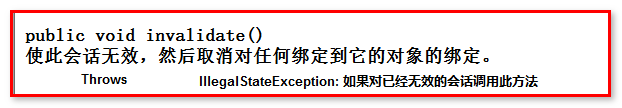 public void invalidate()
使此会话无效，然后取消对任何绑定到它的对象的绑定。
Throws IllegalStateException: 如果对已经无效的会话调用此方法